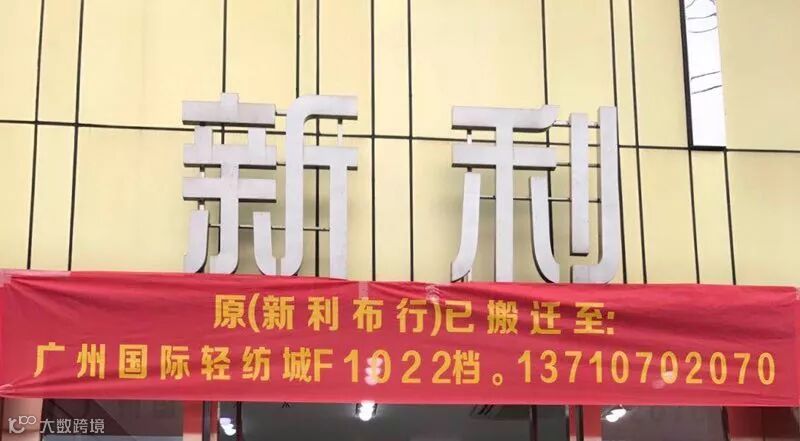 新利
原(新利布行)已搬迁至:
广州国际轻纺城F1022档。13710702070
大数跨境